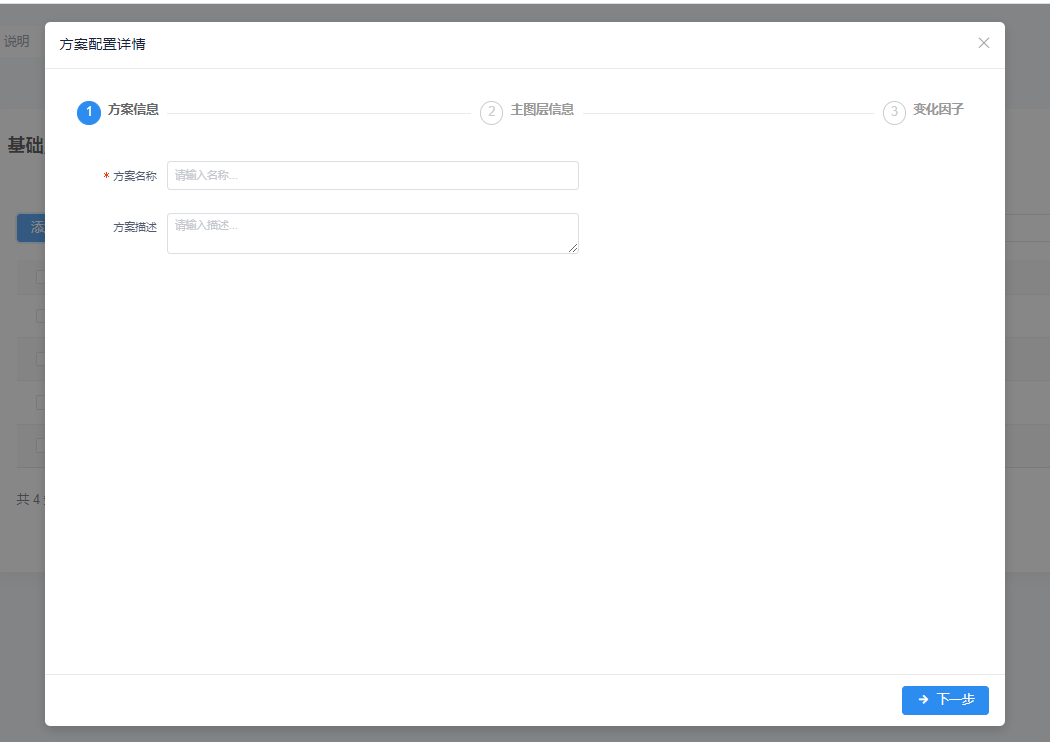 说明
方案配置详情
1 方案信息
2 主图层信息
3 变化因子
基础
* 方案名称 请输入名称...
方案描述 请输入描述...
添
共 4
下一步